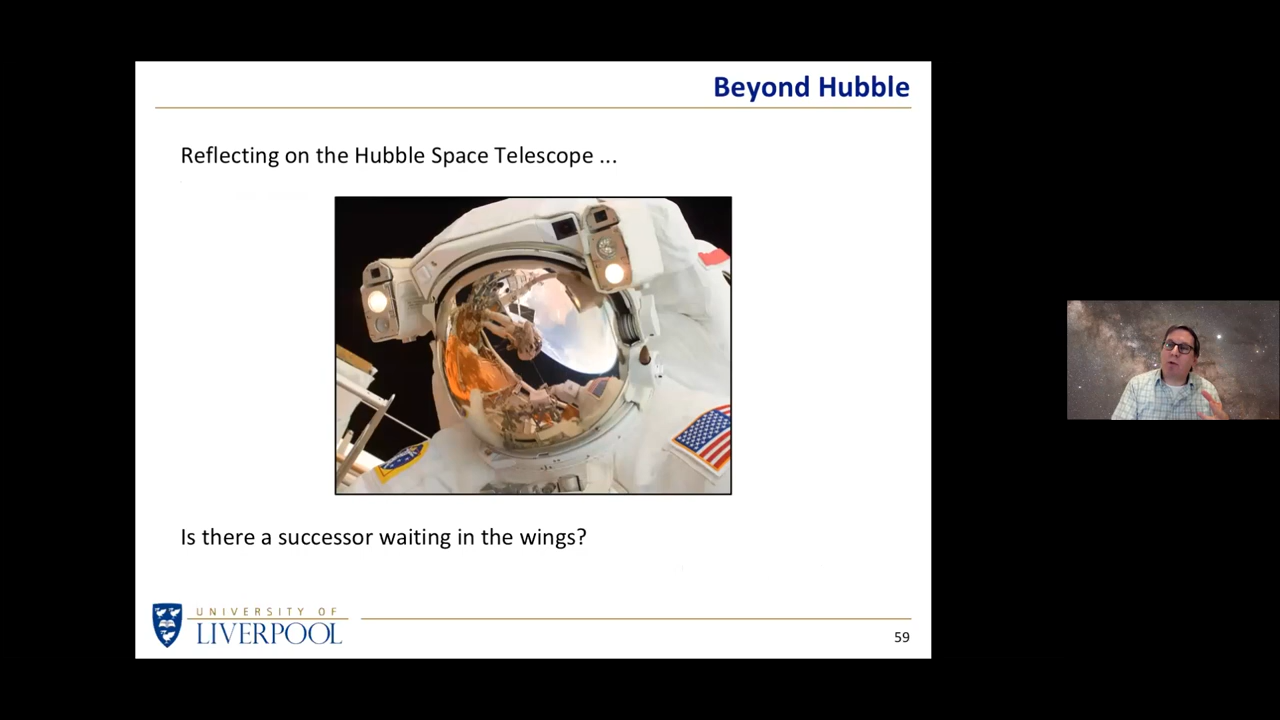 Beyond Hubble
Reflecting on the Hubble Space Telescope ...
Is there a successor waiting in the wings?
UNIVERSITY OF
LIVERPOOL
59